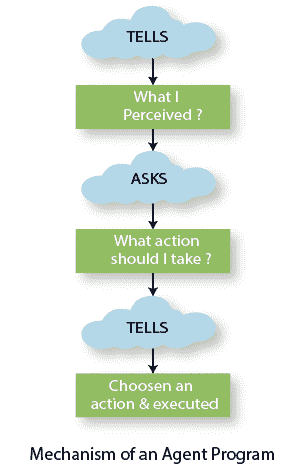 TELLS
What I
Perceived ?
ASKS
What action
should I take ?
TELLS
Choosen an
action & executed
Mechanism of an Agent Program